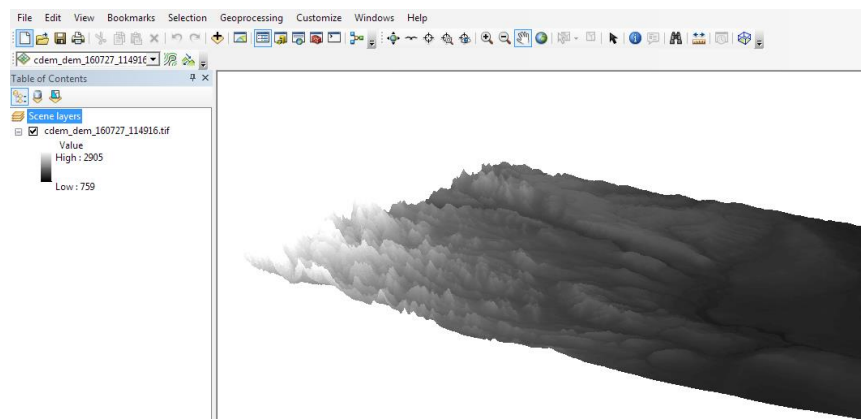 File Edit View Bookmarks Selection Geoprocessing Customize Windows Help
cdem_dem_160727_114916
Table of Contents
Scene layers
cdem_dem_160727_114916.tif
Value
High : 2905
Low : 759